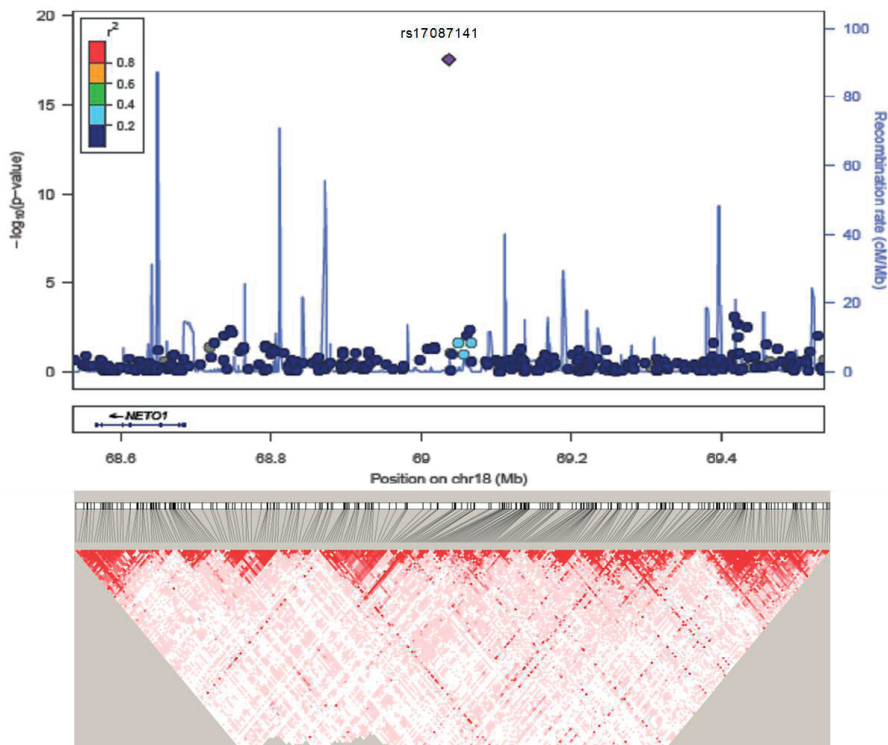 rs17087141
r2
0.8
0.6
0.4
0.2
20
15
10
5
0
−log10(p−value)
100
80
60
40
20
0
Recombination rate (cM/Mb)
←NETO1
68.6 68.8 69 69.2 69.4
Position on chr18 (Mb)